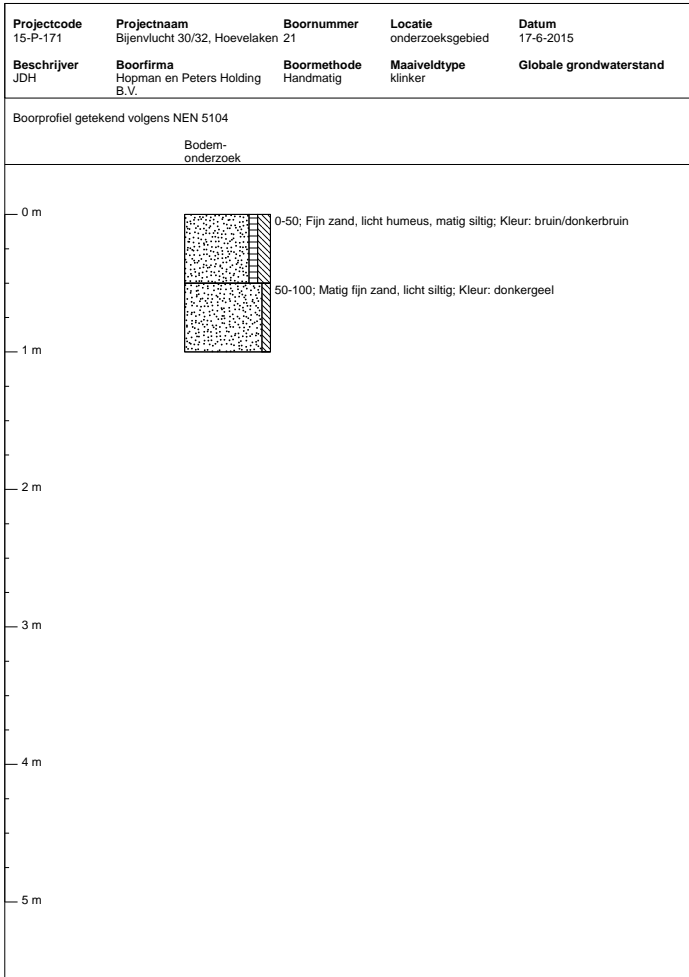 Projectcode Projectnaam Boornummer Locatie Datum
15-P-171 Bijenvlucht 30/32, Hoevelaken 21 onderzoeksgebied 17-6-2015
Beschrijver Boorfirma Boormethode Maaiveldtype Globale grondwaterstand
JDH Hopman en Peters Holding Handmatig klinker
B.V.
Boorprofiel getekend volgens NEN 5104
Bodem-
onderzoek
0 m
0-50; Fijn zand, licht humeus, matig siltig; Kleur: bruin/donkerbruin
50-100; Matig fijn zand, licht siltig; Kleur: donkergeel
1 m
2 m
3 m
4 m
5 m